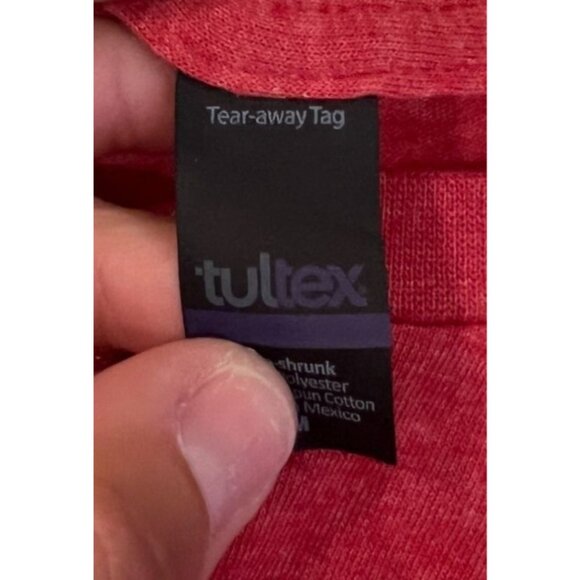 Tear-away Tag
tultex
-shrunk
olyester
pun Cotton
Mexico
M